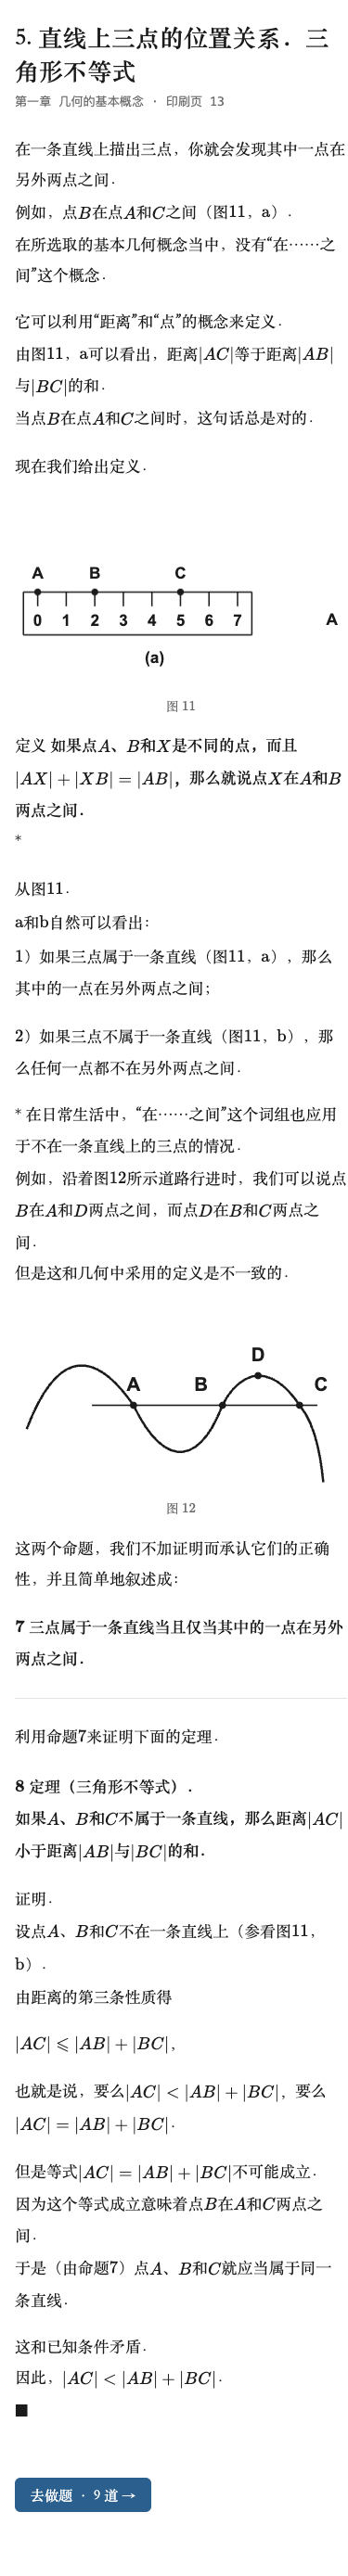 5. 直线上三点的位置关系．三
角形不等式
第一章 几何的基本概念 · 印刷页 13
在一条直线上描出三点，你就会发现其中一点在
另外两点之间．
例如，点B在点A和C之间（图11，a）．
在所选取的基本几何概念当中，没有“在……之
间”这个概念．
它可以利用“距离”和“点”的概念来定义．
由图11，a可以看出，距离|AC|等于距离|AB|
与|BC|的和．
当点B在点A和C之间时，这句话总是对的．
现在我们给出定义．
A B C
0 1 2 3 4 5 6 7 A
(a)
图 11
定义 如果点A、B和X是不同的点，而且
|AX| + |XB| = |AB|，那么就说点X在A和B
两点之间．
*
从图11．
a和b自然可以看出：
1）如果三点属于一条直线（图11，a），那么
其中的一点在另外两点之间；
2）如果三点不属于一条直线（图11，b），那
么任何一点都不在另外两点之间．
* 在日常生活中，“在……之间”这个词组也应用
于不在一条直线上的三点的情况．
例如，沿着图12所示道路行进时，我们可以说点
B在A和D两点之间，而点D在B和C两点之
间．
但是这和几何中采用的定义是不一致的．
D
A B C
图 12
这两个命题，我们不加证明而承认它们的正确
性，并且简单地叙述成：
7 三点属于一条直线当且仅当其中的一点在另外
两点之间．
利用命题7来证明下面的定理．
8 定理（三角形不等式）．
如果A、B和C不属于一条直线，那么距离|AC|
小于距离|AB|与|BC|的和．
证明．
设点A、B和C不在一条直线上（参看图11，
b）．
由距离的第三条性质得
|AC| ⩽ |AB| + |BC|，
也就是说，要么|AC| < |AB| + |BC|，要么
|AC| = |AB| + |BC|．
但是等式|AC| = |AB| + |BC|不可能成立．
因为这个等式成立意味着点B在A和C两点之
间．
于是（由命题7）点A、B和C就应当属于同一
条直线．
这和已知条件矛盾．
因此，|AC| < |AB| + |BC|．
■
去做题 · 9 道 →